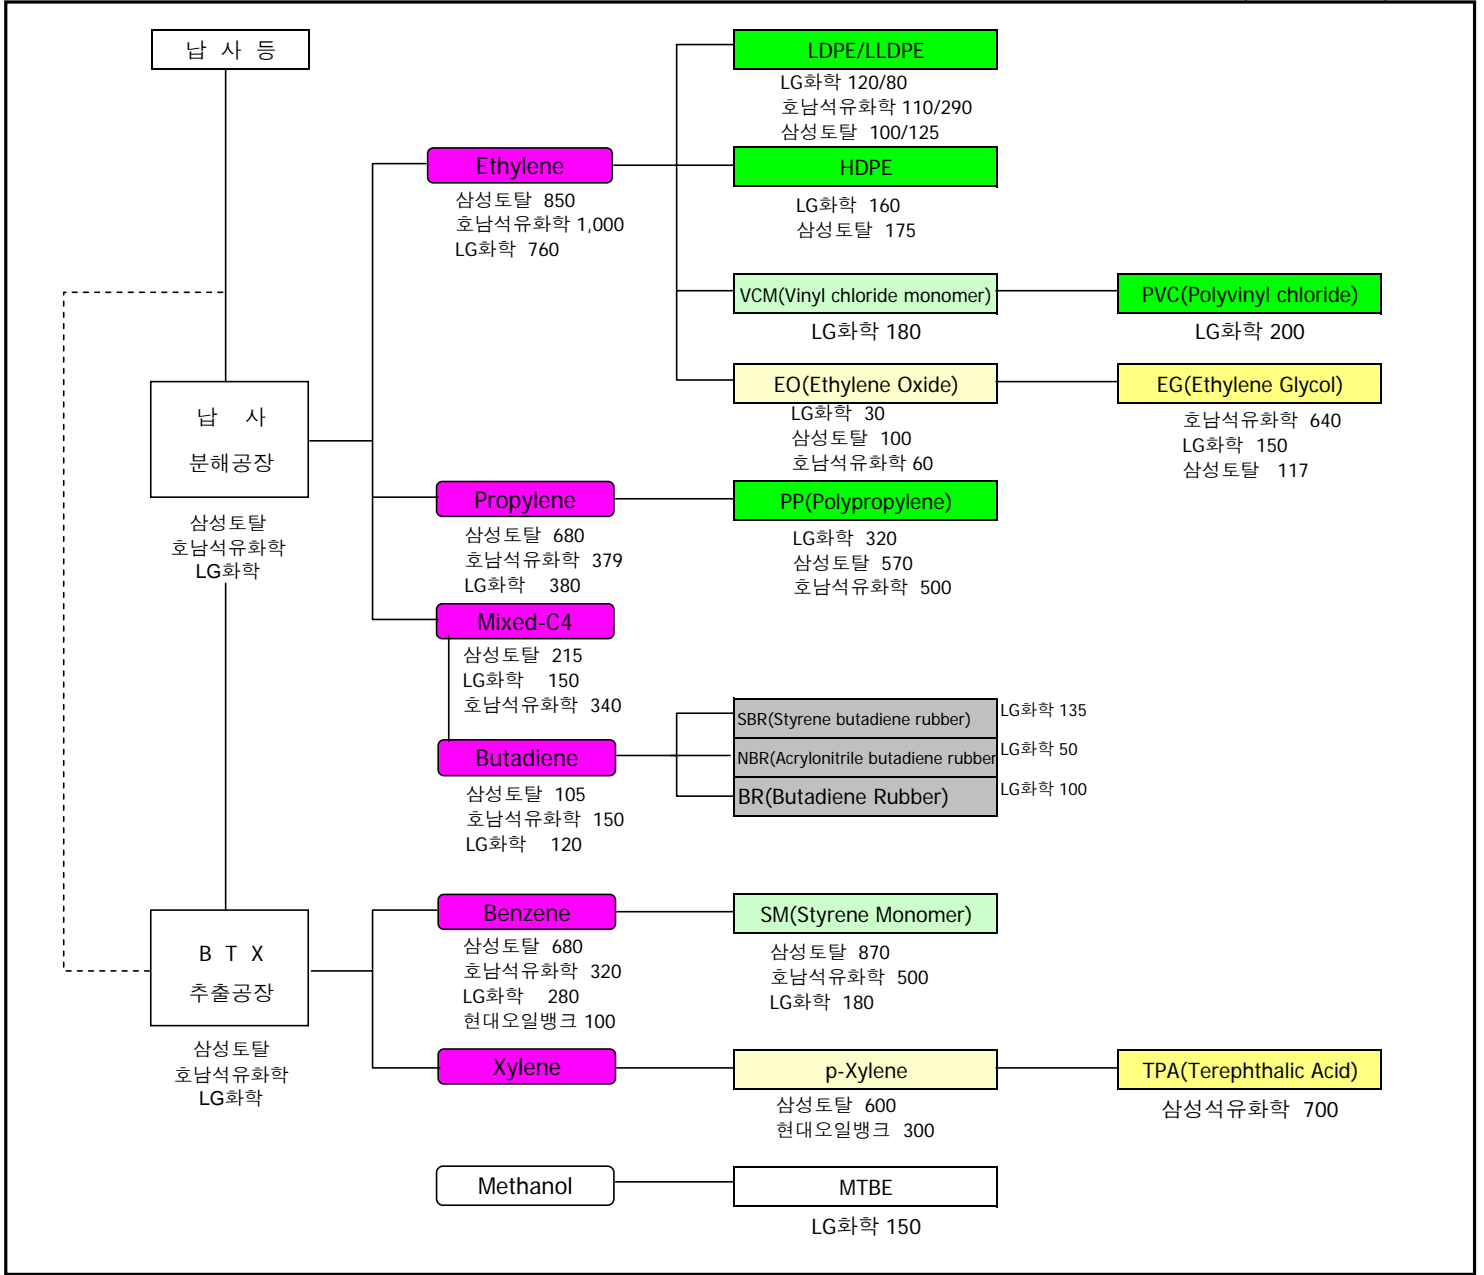 납 사 등
LDPE/LLDPE
LG화학 120/80
호남석유화학 110/290
삼성토탈 100/125
Ethylene
삼성토탈 850
호남석유화학 1,000
LG화학 760
HDPE
LG화학 160
삼성토탈 175
VCM(Vinyl chloride monomer)
LG화학 180
PVC(Polyvinyl chloride)
LG화학 200
EO(Ethylene Oxide)
LG화학 30
삼성토탈 100
호남석유화학 60
EG(Ethylene Glycol)
호남석유화학 640
LG화학 150
삼성토탈 117
납 사
분해공장
삼성토탈
호남석유화학
LG화학
Propylene
삼성토탈 680
호남석유화학 379
LG화학 380
PP(Polypropylene)
LG화학 320
삼성토탈 570
호남석유화학 500
Mixed-C4
삼성토탈 215
LG화학 150
호남석유화학 340
Butadiene
삼성토탈 105
호남석유화학 150
LG화학 120
SBR(Styrene butadiene rubber)
LG화학 135
NBR(Acrylonitrile butadiene rubber
LG화학 50
BR(Butadiene Rubber)
LG화학 100
B T X
추출공장
삼성토탈
호남석유화학
LG화학
Benzene
삼성토탈 680
호남석유화학 320
LG화학 280
현대오일뱅크 100
SM(Styrene Monomer)
삼성토탈 870
호남석유화학 500
LG화학 180
Xylene
p-Xylene
삼성토탈 600
현대오일뱅크 300
TPA(Terephthalic Acid)
삼성석유화학 700
Methanol
MTBE
LG화학 150